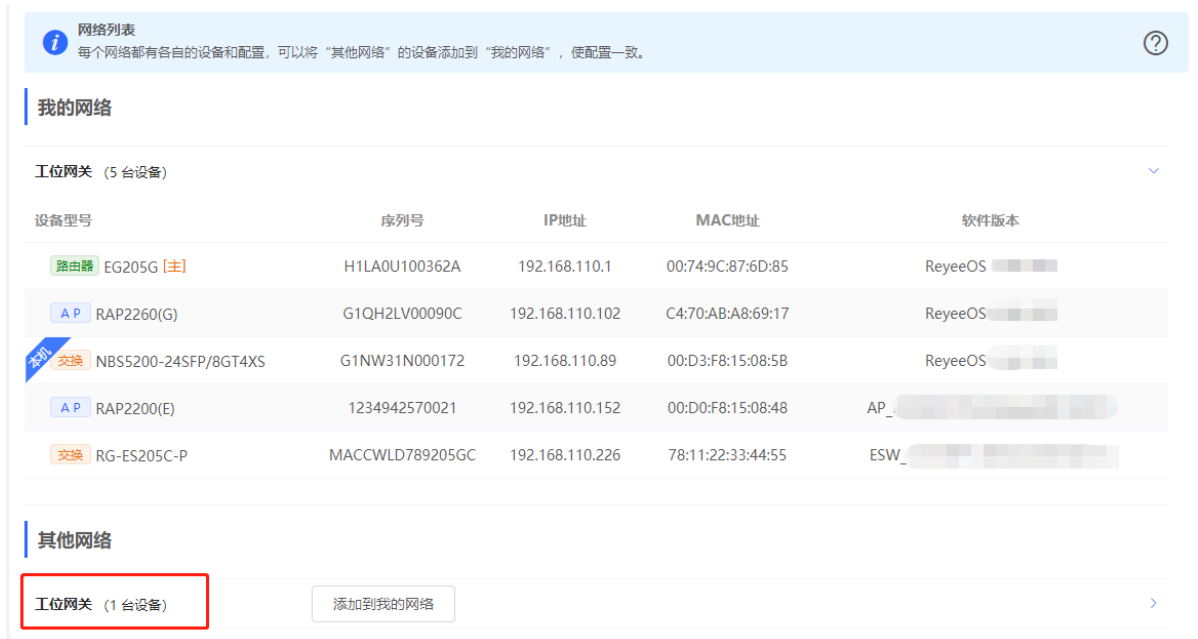 网络列表
每个网络都有各自的设备和配置，可以将“其他网络”的设备添加到“我的网络”，使配置一致。
我的网络
工位网关 (5 台设备)
设备型号 序列号 IP地址 MAC地址 软件版本
路由器 EG205G [主] H1LA0U100362A 192.168.110.1 00:74:9C:87:6D:85 ReyeeOS
AP RAP2260(G) G1QH2LV00090C 192.168.110.102 C4:70:AB:A8:69:17 ReyeeOS
本机 交换 NBS5200-24SFP/8GT4XS G1NW31N000172 192.168.110.89 00:D3:F8:15:08:5B ReyeeOS
AP RAP2200(E) 1234942570021 192.168.110.152 00:D0:F8:15:08:48 AP_
交换 RG-ES205C-P MACCWLD789205GC 192.168.110.226 78:11:22:33:44:55 ESW_
其他网络
工位网关 (1 台设备) 添加到我的网络